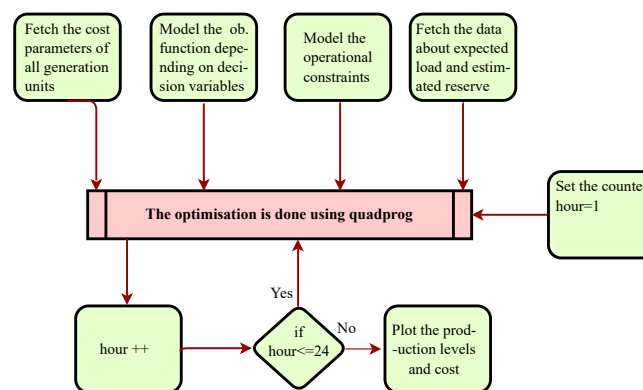 Fetch the cost
parameters of
all generation
units
Model the ob.
function depe-
nding on deci-
sion variables
Model the
operational
constraints
Fetch the data
about expected
load and estim-
ated reserve
The optimisation is done using quadprog
Set the counte
hour=1
Yes
hour ++
if
hour<=24
No
Plot the prod-
-uction levels
and cost